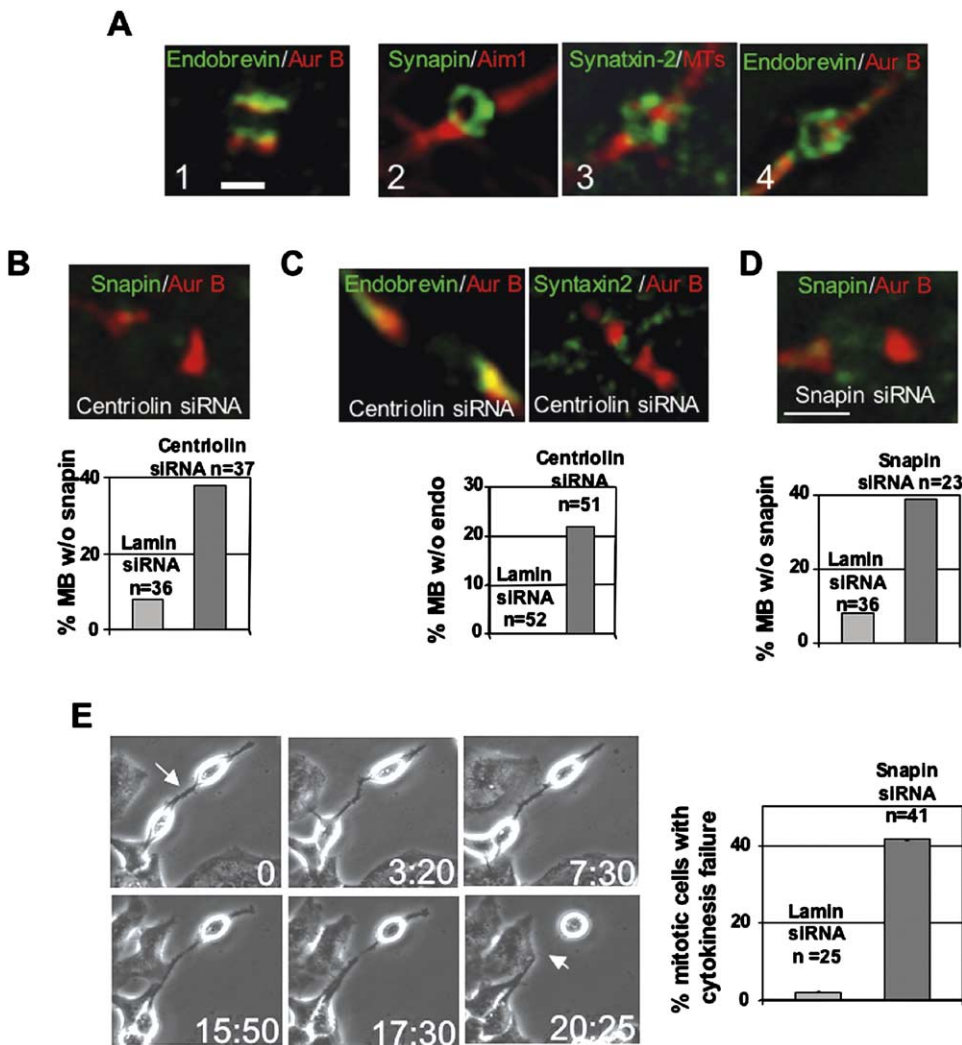 A
Endobrevin/Aur B
1
Synapin/Aim1
2
Synatxin-2/MTs
3
Endobrevin/Aur B
4
B
Snapin/Aur B
Centriolin siRNA
% MB w/o snapin
40
20
0
Lamin
siRNA
n=36
Centriolin
siRNA n=37
C
Endobrevin/Aur B
Centriolin siRNA
Syntaxin2 /Aur B
Centriolin siRNA
% MB w/o endo
30
20
10
0
Lamin
siRNA
n=52
Centriolin
siRNA
n=51
D
Snapin/Aur B
Snapin siRNA
% MB w/o snapin
40
20
0
Lamin
siRNA
n=36
Snapin
siRNA n=23
E
0
3:20
7:30
15:50
17:30
20:25
% mitotic cells with
cytokinesis failure
40
20
0
Lamin
siRNA
n =25
Snapin
siRNA
n=41